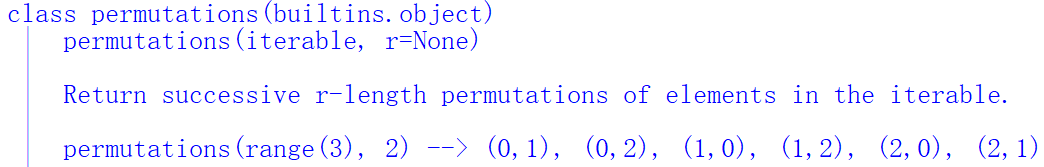 class permutations(builtins.object)
permutations(iterable, r=None)
Return successive r-length permutations of elements in the iterable.
permutations(range(3), 2) --> (0,1), (0,2), (1,0), (1,2), (2,0), (2,1)